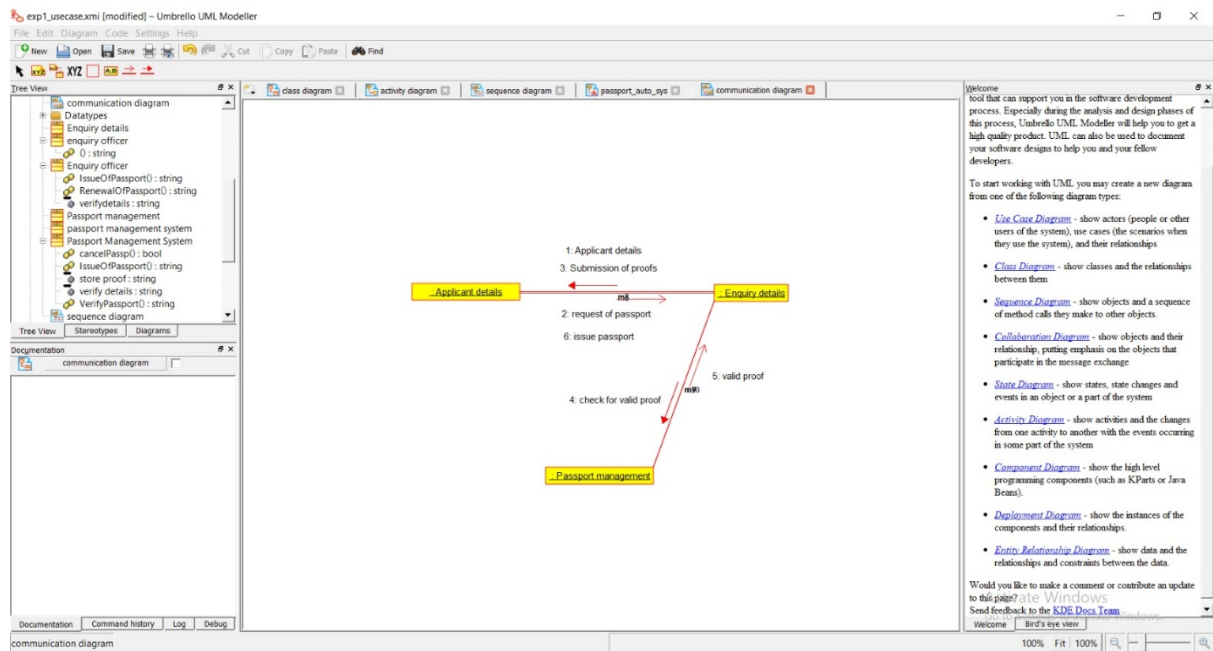 exp1_usecase.xmi [modified] – Umbrello UML Modeller
File Edit Diagram Code Settings Help
New Open Save Cut Copy Paste Find
XYZ XYZ A.B
Tree View
communication diagram
Datatypes
Enquiry details
enquiry officer
() : string
Enquiry officer
IssueOfPassport() : string
RenewalOfPassport() : string
verifydetails : string
Passport management
passport management system
Passport Management System
cancelPassp() : bool
IssueOfPassport() : string
store proof : string
verify details : string
VerifyPassport() : string
sequence diagram
Tree View Stereotypes Diagrams
Documentation
communication diagram
Documentation Command history Log Debug
communication diagram
class diagram activity diagram sequence diagram passport_auto_sys communication diagram
1: Applicant details
3: Submission of proofs
: Applicant details
: Enquiry details
2: request of passport
6: issue passport
5: valid proof
4: check for valid proof
: Passport management
Welcome
tool that can support you in the software development
process. Especially during the analysis and design phases of
this process, Umbrello UML Modeller will help you to get a
high quality product. UML can also be used to document
your software designs to help you and your fellow
developers.
To start working with UML you may create a new diagram
from one of the following diagram types:
• Use Case Diagram - show actors (people or other
users of the system), use cases (the scenarios when
they use the system), and their relationships
• Class Diagram - show classes and the relationships
between them
• Sequence Diagram - show objects and a sequence
of method calls they make to other objects.
• Collaboration Diagram - show objects and their
relationship, putting emphasis on the objects that
participate in the message exchange
• State Diagram - show states, state changes and
events in an object or a part of the system
• Activity Diagram - show activities and the changes
from one activity to another with the events occurring
in some part of the system
• Component Diagram - show the high level
programming components (such as KParts or Java
Beans).
• Deployment Diagram - show the instances of the
components and their relationships.
• Entity Relationship Diagram - show data and the
relationships and constraints between the data.
Would you like to make a comment or contribute an update
to this page?
Send feedback to the KDE Docs Team
Welcome Bird's eye view
100% Fit 100%